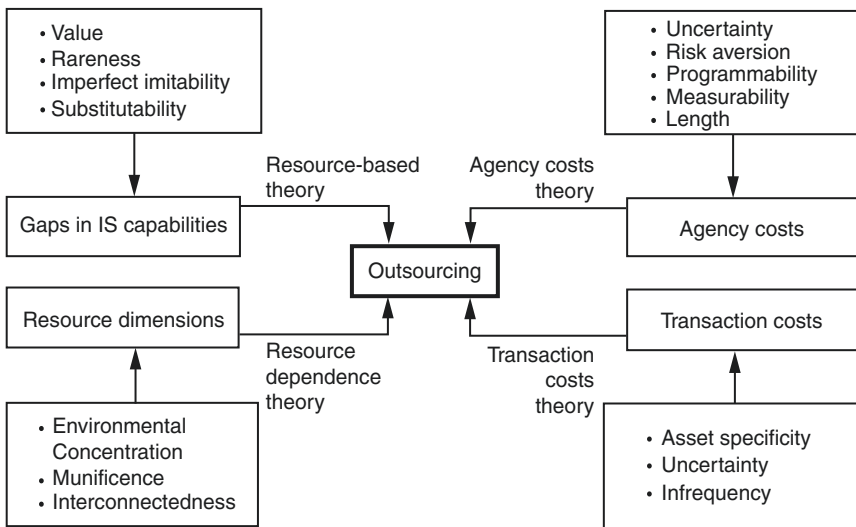 • Value
• Rareness
• Imperfect imitability
• Substitutability
• Uncertainty
• Risk aversion
• Programmability
• Measurability
• Length
Resource-based
theory
Agency costs
theory
Gaps in IS capabilities
Agency costs
Outsourcing
Resource dimensions
Transaction costs
Resource
dependence
theory
Transaction
costs
theory
• Environmental
Concentration
• Munificence
• Interconnectedness
• Asset specificity
• Uncertainty
• Infrequency